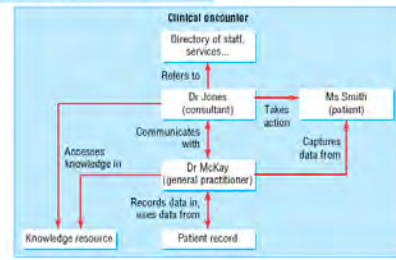 Clinical encounter
Directory of staff,
services...
Refers to
Dr Jones
(consultant)
Takes
action
Ms Smith
(patient)
Communicates
with
Captures
data from
Accesses
knowledge in
Dr McKay
(general practitioner)
Records data in,
uses data from
Knowledge resource
Patient record